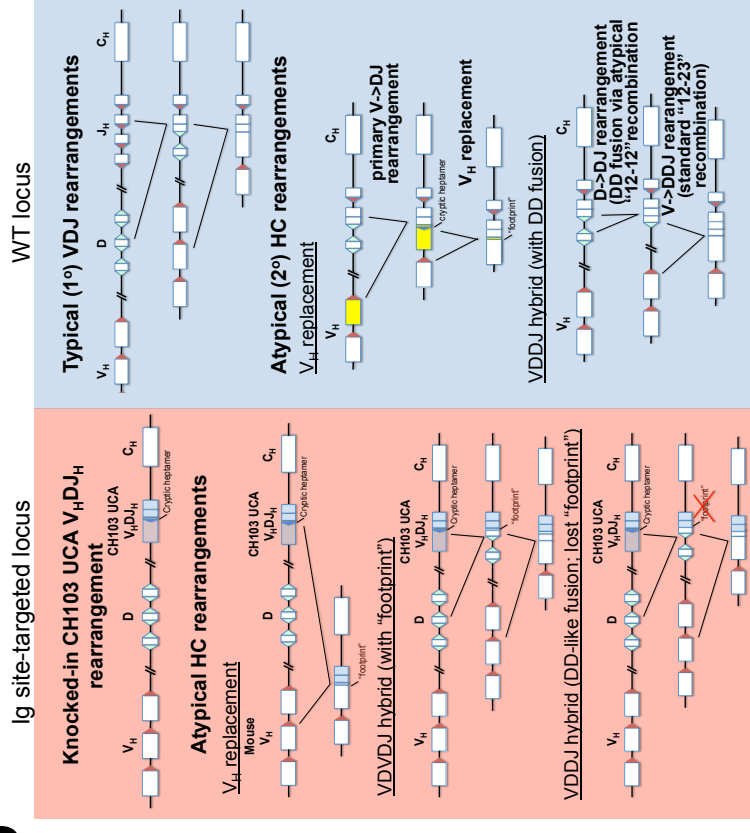 Ig site-targeted locus
Knocked-in CH103 UCA VHDJH
rearrangement
CH103 UCA
VH
D
VHDJH
CH
Cryptic heptamer
Atypical HC rearrangements
VH replacement
Mouse
VH
D
CH103 UCA
VHDJH
CH
Cryptic heptamer
"footprint"
VDVDJ hybrid (with "footprint")
CH103 UCA
VH
D
VHDJH
CH
Cryptic heptamer
"footprint"
VDDJ hybrid (DD-like fusion; lost "footprint")
CH103 UCA
VH
D
VHDJH
CH
Cryptic heptamer
"footprint"
WT locus
Typical (1º) VDJ rearrangements
VH
D
JH
CH
Atypical (2º) HC rearrangements
VH replacement
VH
CH
primary V->DJ
rearrangement
cryptic heptamer
VH replacement
"footprint"
VDDJ hybrid (with DD fusion)
VH
CH
D->DJ rearrangement
(DD fusion via atypical
"12-12"recombination
V->DDJ rearrangement
(standard "12-23"
recombination)